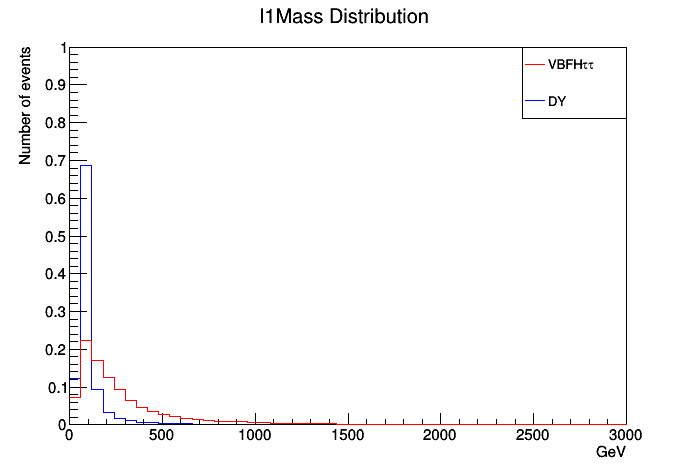 l1Mass Distribution
Number of events
1
0.9
0.8
0.7
0.6
0.5
0.4
0.3
0.2
0.1
0
VBFHττ
DY
0 500 1000 1500 2000 2500 3000
GeV